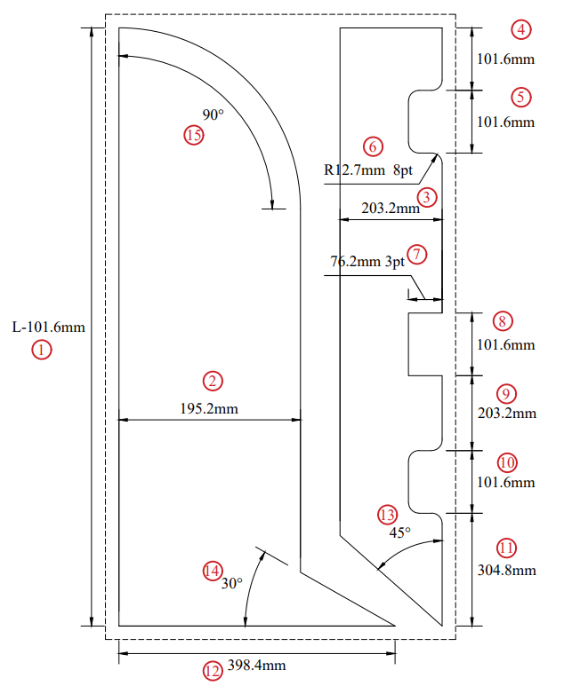 ④
101.6mm
⑤
101.6mm
90°
⑮
⑥
R12.7mm 8pt
③
203.2mm
⑦
76.2mm 3pt
L-101.6mm
①
⑧
101.6mm
②
195.2mm
⑨
203.2mm
⑩
101.6mm
⑬
45°
⑪
304.8mm
⑭
30°
398.4mm
⑫